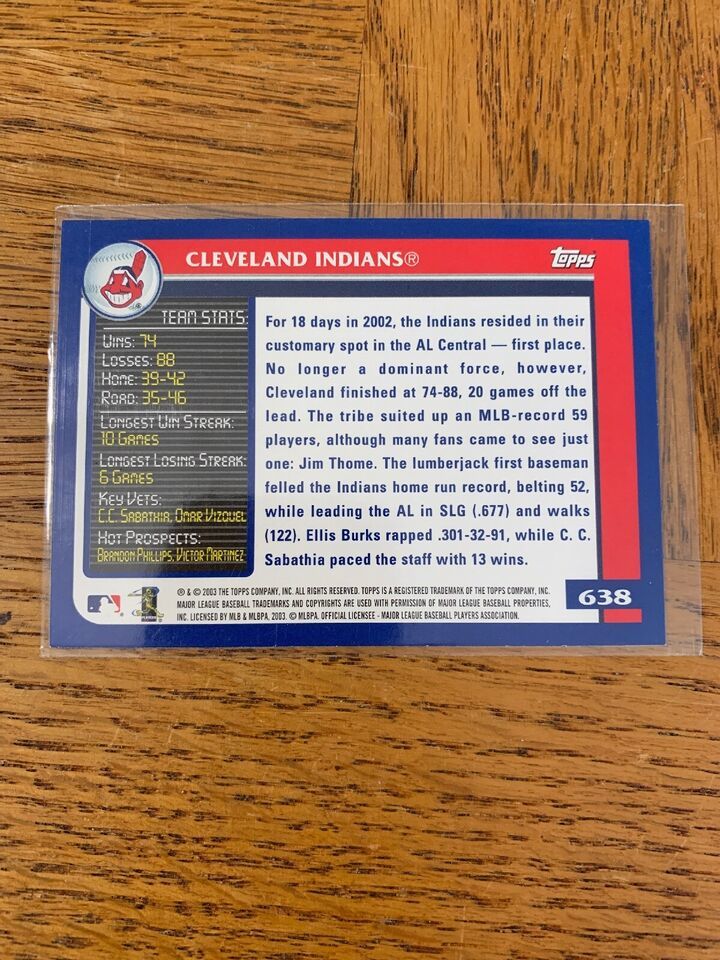 CLEVELAND INDIANS®
Topps
TEAM STATS:
WINS: 74
LOSSES: 88
HOME: 39-42
ROAD: 35-46
LONGEST WIN STREAK:
10 GAMES
LONGEST LOSING STREAK:
6 GAMES
KEY VETS:
C.C. SABATHIA, OMAR VIZQUEL
HOT PROSPECTS:
BRANDON PHILLIPS, VICTOR MARTINEZ
For 18 days in 2002, the Indians resided in their
customary spot in the AL Central — first place.
No longer a dominant force, however,
Cleveland finished at 74-88, 20 games off the
lead. The tribe suited up an MLB-record 59
players, although many fans came to see just
one: Jim Thome. The lumberjack first baseman
felled the Indians home run record, belting 52,
while leading the AL in SLG (.677) and walks
(122). Ellis Burks rapped .301-32-91, while C. C.
Sabathia paced the staff with 13 wins.
® & © 2003 THE TOPPS COMPANY, INC. ALL RIGHTS RESERVED. TOPPS IS A REGISTERED TRADEMARK OF THE TOPPS COMPANY, INC.
MAJOR LEAGUE BASEBALL TRADEMARKS AND COPYRIGHTS ARE USED WITH PERMISSION OF MAJOR LEAGUE BASEBALL PROPERTIES,
INC. LICENSED BY MLB & MLBPA, 2003. © MLBPA. OFFICIAL LICENSEE - MAJOR LEAGUE BASEBALL PLAYERS ASSOCIATION.
638